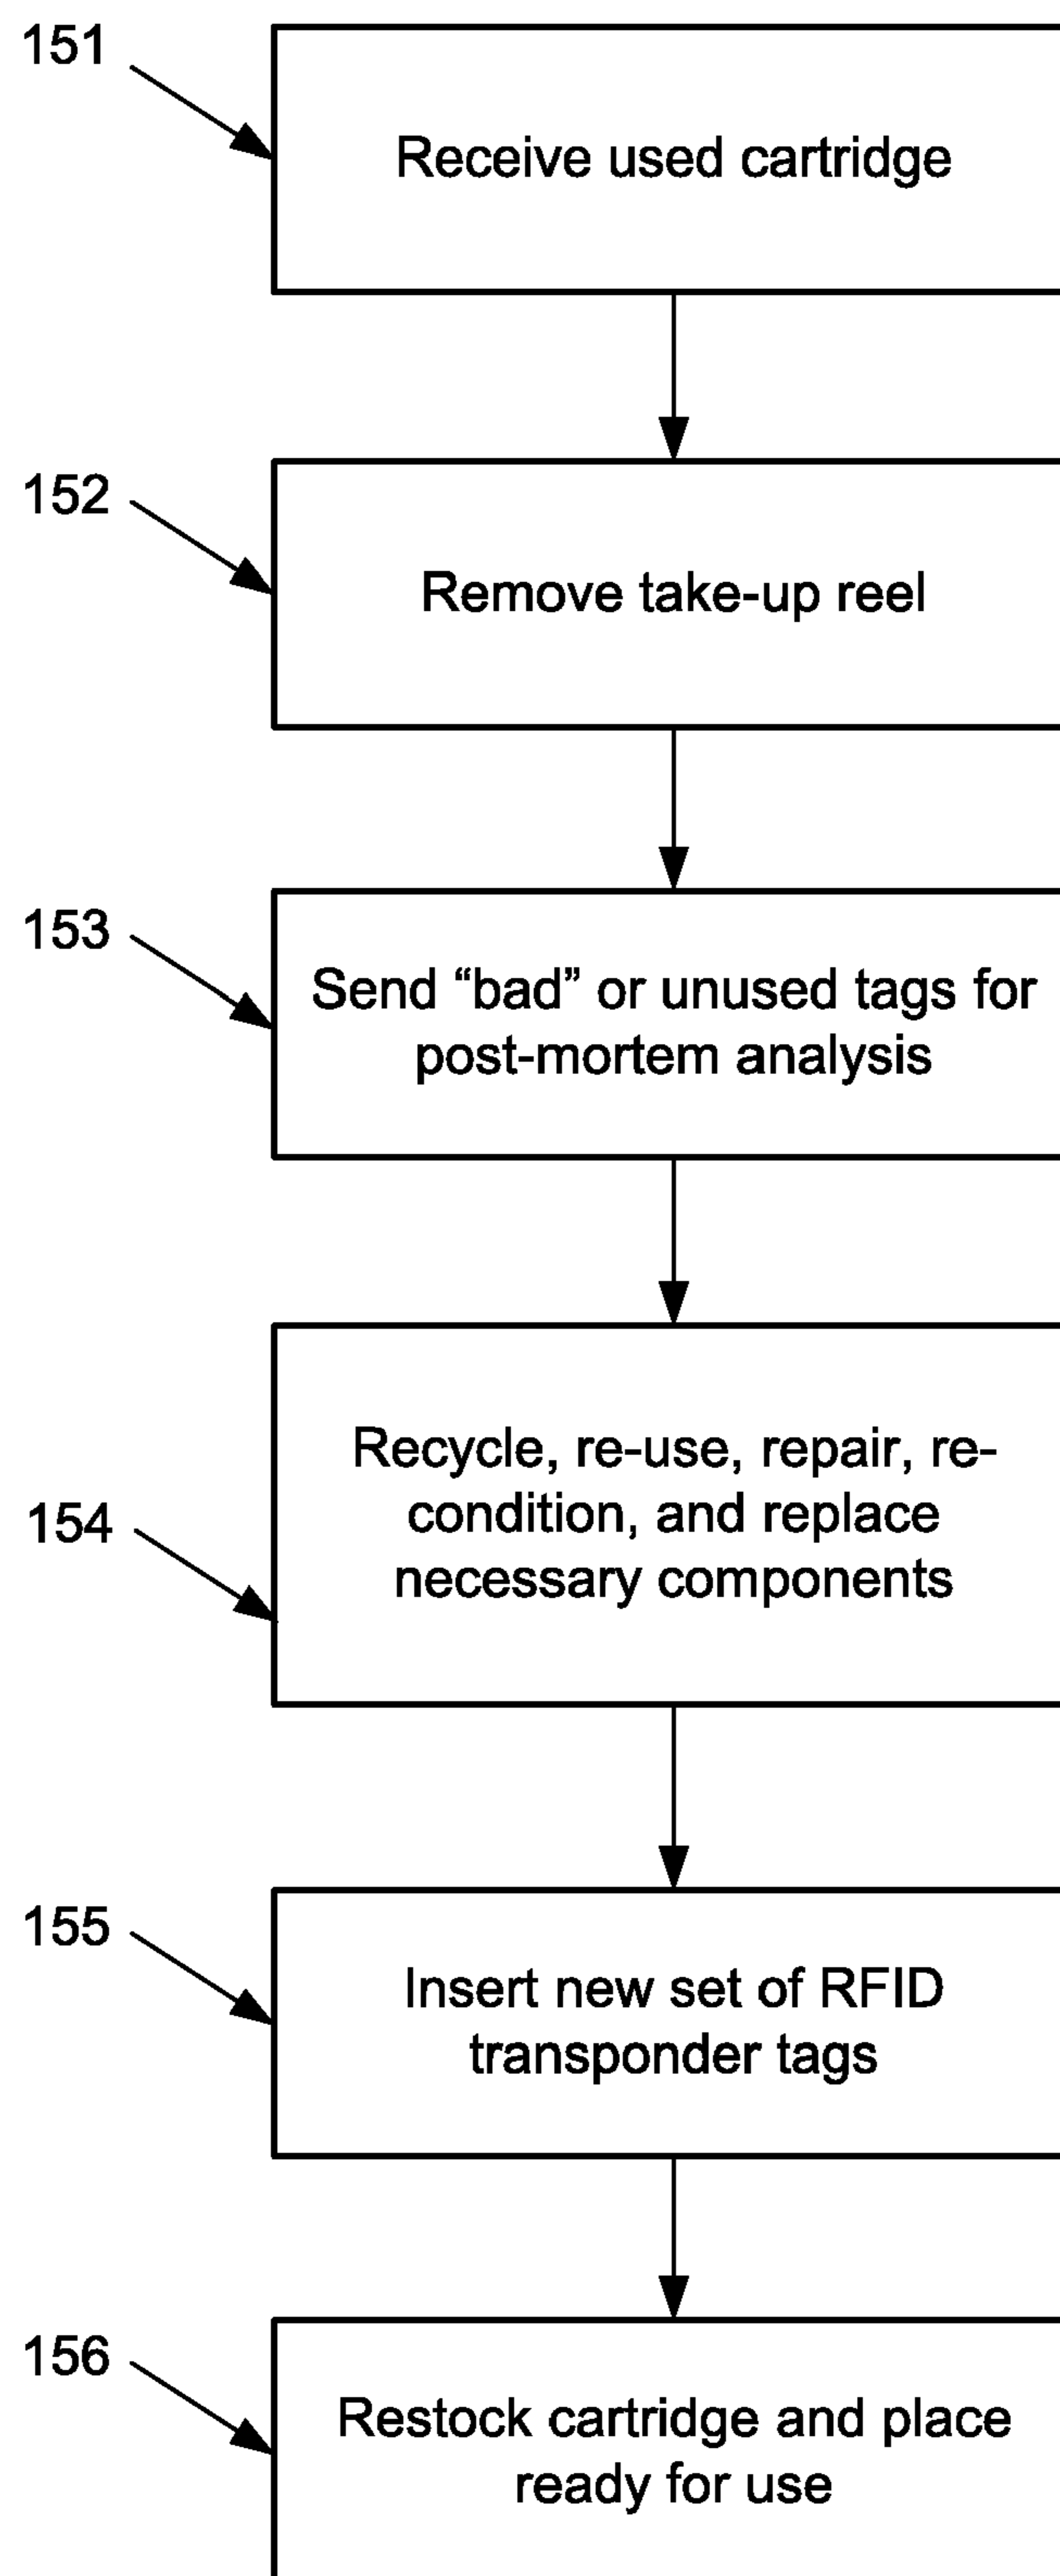 151
Receive used cartridge
152
Remove take-up reel
153
Send “bad” or unused tags for
post-mortem analysis
154
Recycle, re-use, repair, re-
condition, and replace
necessary components
155
Insert new set of RFID
transponder tags
156
Restock cartridge and place
ready for use